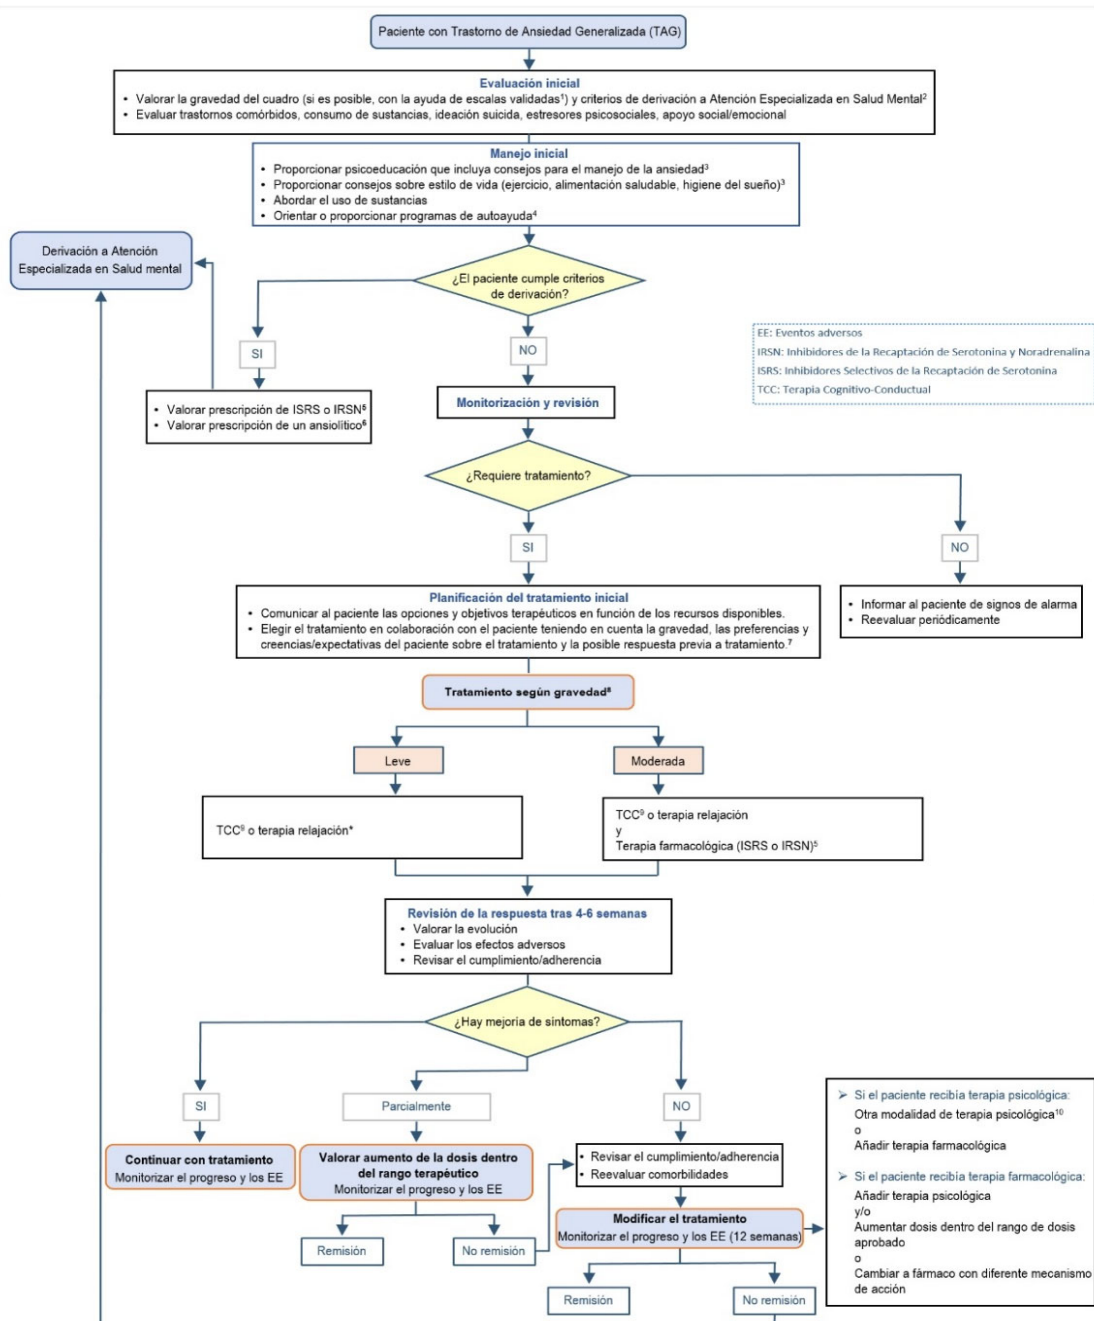 Paciente con Trastorno de Ansiedad Generalizada (TAG)
Evaluación inicial
• Valorar la gravedad del cuadro (si es posible, con la ayuda de escalas validadas¹) y criterios de derivación a Atención Especializada en Salud Mental²
• Evaluar trastornos comórbidos, consumo de sustancias, ideación suicida, estresores psicosociales, apoyo social/emocional
Manejo inicial
• Proporcionar psicoeducación que incluya consejos para el manejo de la ansiedad³
• Proporcionar consejos sobre estilo de vida (ejercicio, alimentación saludable, higiene del sueño)³
• Abordar el uso de sustancias
• Orientar o proporcionar programas de autoayuda⁴
Derivación a Atención
Especializada en Salud mental
¿El paciente cumple criterios
de derivación?
SI
NO
EE: Eventos adversos
IRSN: Inhibidores de la Recaptación de Serotonina y Noradrenalina
ISRS: Inhibidores Selectivos de la Recaptación de Serotonina
TCC: Terapia Cognitivo-Conductual
• Valorar prescripción de ISRS o IRSN⁵
• Valorar prescripción de un ansiolítico⁶
Monitorización y revisión
¿Requiere tratamiento?
SI
NO
Planificación del tratamiento inicial
• Comunicar al paciente las opciones y objetivos terapéuticos en función de los recursos disponibles.
• Elegir el tratamiento en colaboración con el paciente teniendo en cuenta la gravedad, las preferencias y
creencias/expectativas del paciente sobre el tratamiento y la posible respuesta previa a tratamiento.⁷
• Informar al paciente de signos de alarma
• Reevaluar periódicamente
Tratamiento según gravedad⁸
Leve
Moderada
TCC⁹ o terapia relajación*
TCC⁹ o terapia relajación
y
Terapia farmacológica (ISRS o IRSN)⁵
Revisión de la respuesta tras 4-6 semanas
• Valorar la evolución
• Evaluar los efectos adversos
• Revisar el cumplimiento/adherencia
¿Hay mejoría de síntomas?
SI
Parcialmente
NO
Continuar con tratamiento
Monitorizar el progreso y los EE
Valorar aumento de la dosis dentro
del rango terapéutico
Monitorizar el progreso y los EE
• Revisar el cumplimiento/adherencia
• Reevaluar comorbilidades
Remisión
No remisión
Modificar el tratamiento
Monitorizar el progreso y los EE (12 semanas)
Remisión
No remisión
➢ Si el paciente recibía terapia psicológica:
Otra modalidad de terapia psicológica¹⁰
o
Añadir terapia farmacológica
➢ Si el paciente recibía terapia farmacológica:
Añadir terapia psicológica
y/o
Aumentar dosis dentro del rango de dosis
aprobado
o
Cambiar a fármaco con diferente mecanismo
de acción